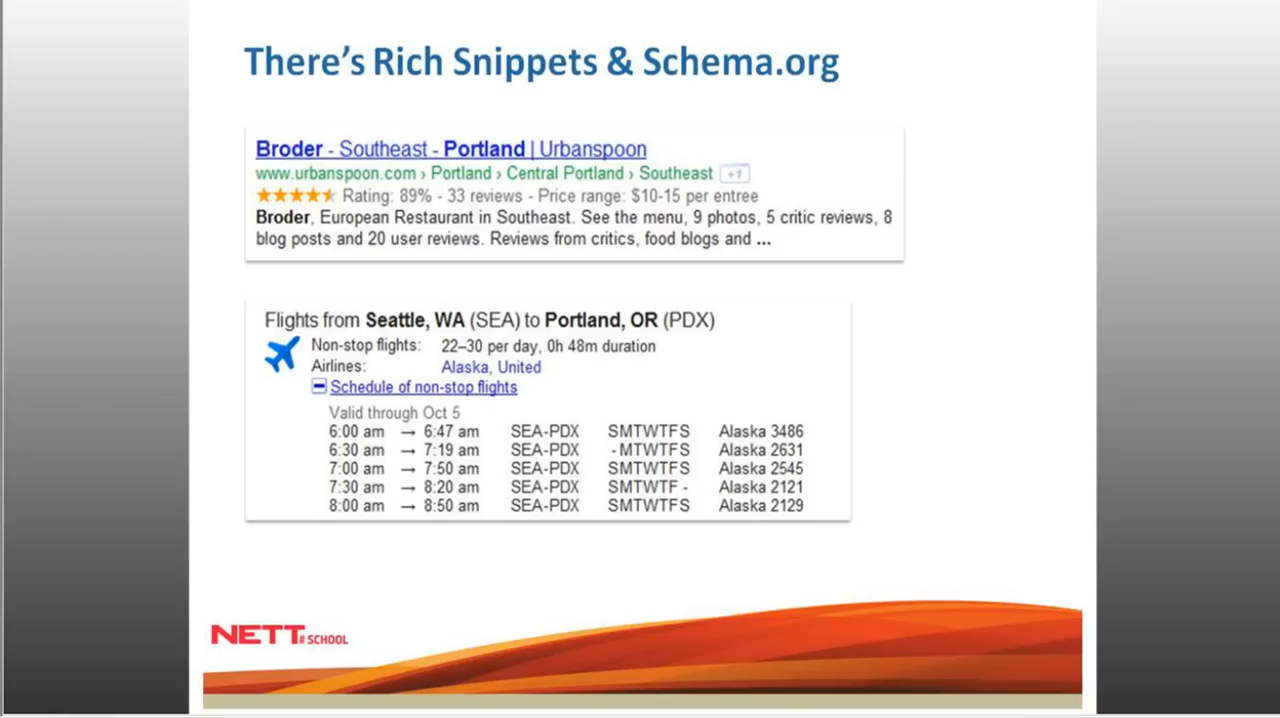 There's Rich Snippets & Schema.org
Broder - Southeast - Portland | Urbanspoon
www.urbanspoon.com › Portland › Central Portland › Southeast +1
Rating: 89% - 33 reviews - Price range: $10-15 per entree
Broder, European Restaurant in Southeast. See the menu, 9 photos, 5 critic reviews, 8
blog posts and 20 user reviews. Reviews from critics, food blogs and ...
Flights from Seattle, WA (SEA) to Portland, OR (PDX)
Non-stop flights: 22–30 per day, 0h 48m duration
Airlines: Alaska, United
Schedule of non-stop flights
Valid through Oct 5
6:00 am → 6:47 am SEA-PDX SMTWTFS Alaska 3486
6:30 am → 7:19 am SEA-PDX -MTWTFS Alaska 2631
7:00 am → 7:50 am SEA-PDX SMTWTFS Alaska 2545
7:30 am → 8:20 am SEA-PDX SMTWTF- Alaska 2121
8:00 am → 8:50 am SEA-PDX SMTWTFS Alaska 2129
NETT# SCHOOL